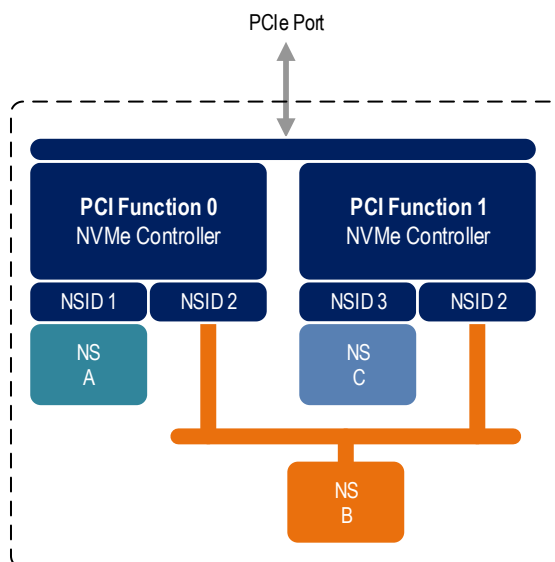 PCIe Port
PCI Function 0
NVMe Controller
PCI Function 1
NVMe Controller
NSID 1
NSID 2
NSID 3
NSID 2
NS
A
NS
C
NS
B